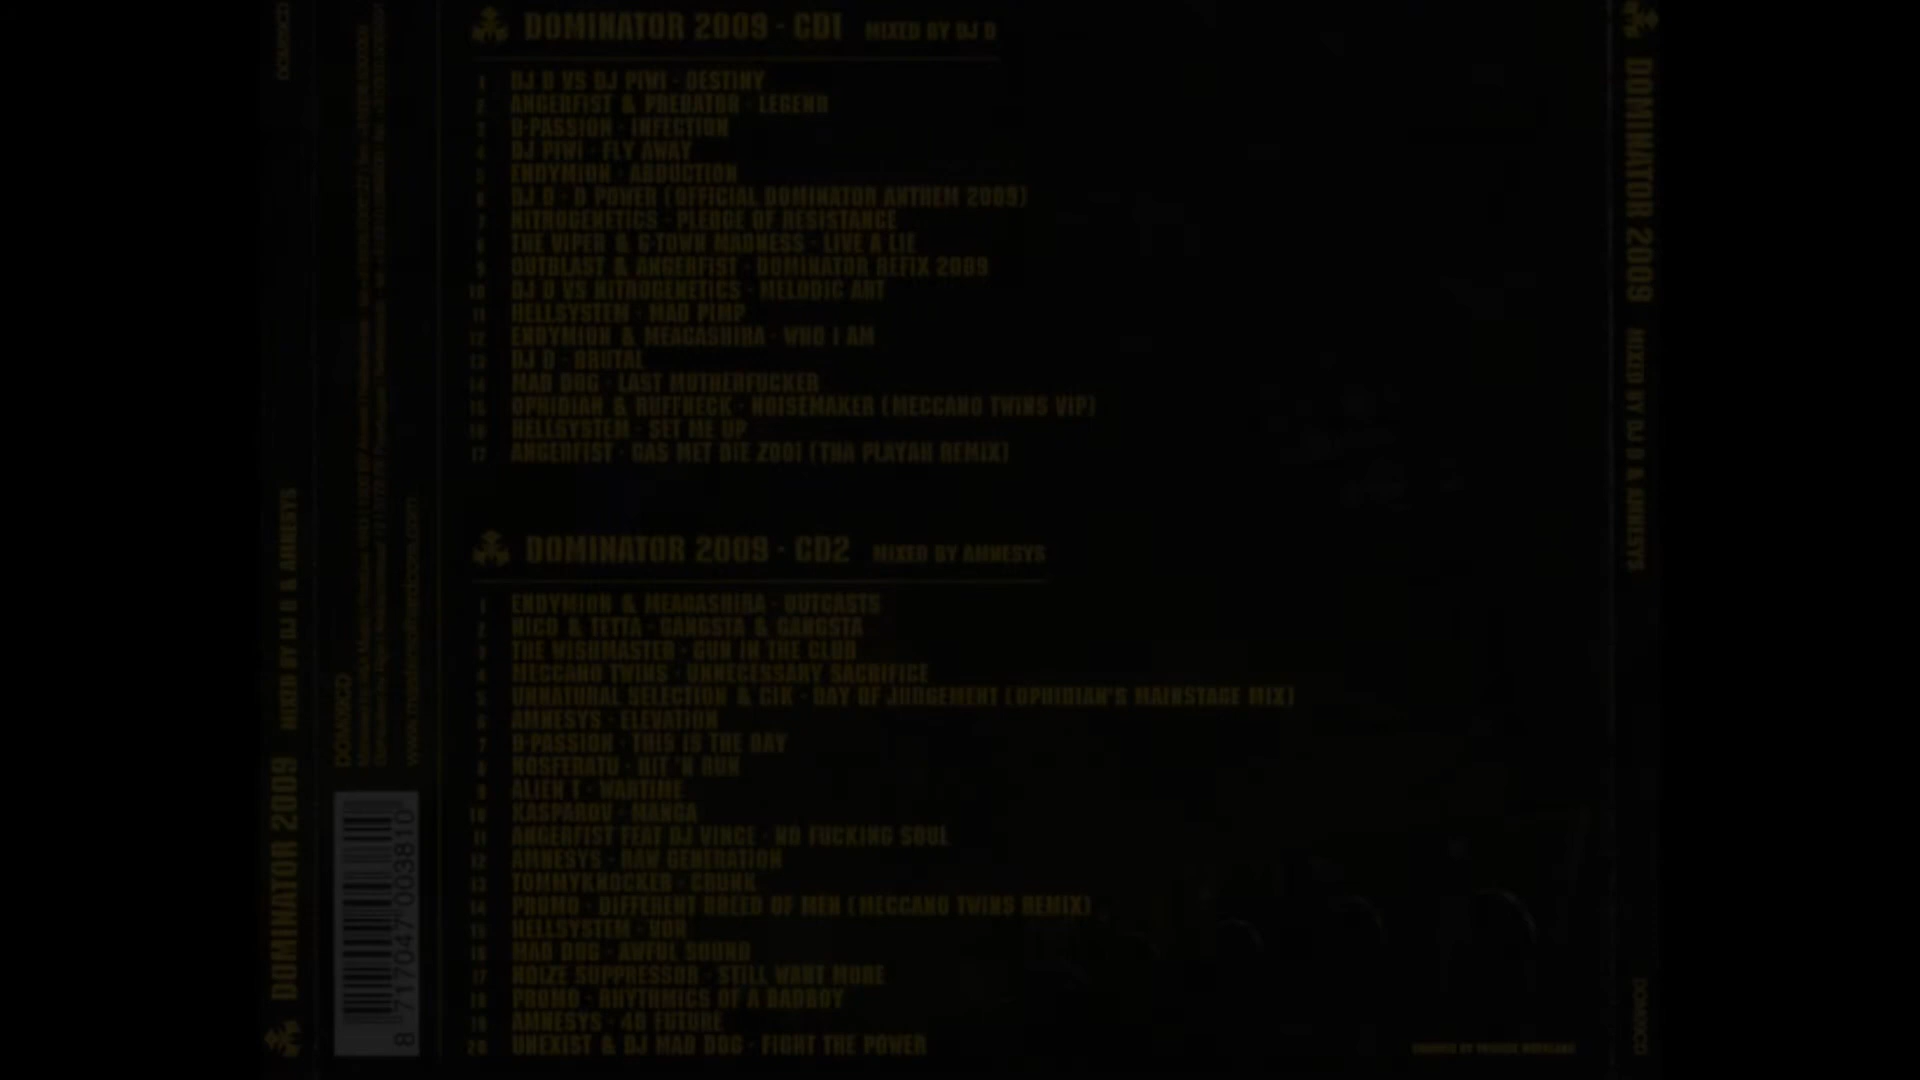 DOMINATOR 2009 - CD1 MIXED BY DJ D
1 DJ D VS DJ PIWI - DESTINY
2 ANGERFIST & PREDATOR - LEGEND
3 D-PASSION - INFECTION
4 DJ PIWI - FLY AWAY
5 ENDYMION - ABDUCTION
6 DJ D - D POWER (OFFICIAL DOMINATOR ANTHEM 2009)
7 NITROGENETICS - PLEDGE OF RESISTANCE
8 THE VIPER & G-TOWN MADNESS - LIVE A LIE
9 OUTBLAST & ANGERFIST - DOMINATOR REFIX 2009
10 DJ D VS NITROGENETICS - MELODIC ART
11 HELLSYSTEM - MAD PIMP
12 ENDYMION & MEAGASHIRA - WHO I AM
13 DJ D - BRUTAL
14 MAD DOG - LAST MOTHERFUCKER
15 OPHIDIAN & RUFFNECK - NOISEMAKER (MECCANO TWINS VIP)
16 HELLSYSTEM - SET ME UP
17 ANGERFIST - GAS MET DIE ZOOI (THA PLAYAH REMIX)
DOMINATOR 2009 - CD2 MIXED BY AMNESYS
1 ENDYMION & MEAGASHIRA - OUTCASTS
2 NICO & TETTA - GANGSTA & GANGSTA
3 THE WISHMASTER - GUN IN THE CLUB
4 MECCANO TWINS - UNNECESSARY SACRIFICE
5 UNNATURAL SELECTION & CIK - DAY OF JUDGEMENT (OPHIDIAN'S MAINSTAGE MIX)
6 AMNESYS - ELEVATION
7 D-PASSION - THIS IS THE DAY
8 NOSFERATU - HIT 'N RUN
9 ALIEN T - WARTIME
10 KASPAROV - MANGA
11 ANGERFIST FEAT DJ VINCE - NO FUCKING SOUL
12 AMNESYS - RAW GENERATION
13 TOMMYKNOCKER - CRUNK
14 PROMO - DIFFERENT BREED OF MEN (MECCANO TWINS REMIX)
15 HELLSYSTEM -
16 MAD DOG - AWFUL SOUND
17 NOIZE SUPPRESSOR - STILL WANT MORE
18 PROMO - RHYTHMICS OF A BADBOY
19 AMNESYS - 4D FUTURE
20 UNEXIST & DJ MAD DOG - FIGHT THE POWER
DOMINATOR 2009 MIXED BY DJ D & AMNESYS
DOM09CD
DOM09CD
www.mastersofhardcore.com
8 717047 003810
DOMINATOR 2009 MIXED BY DJ D & AMNESYS
DOM09CD